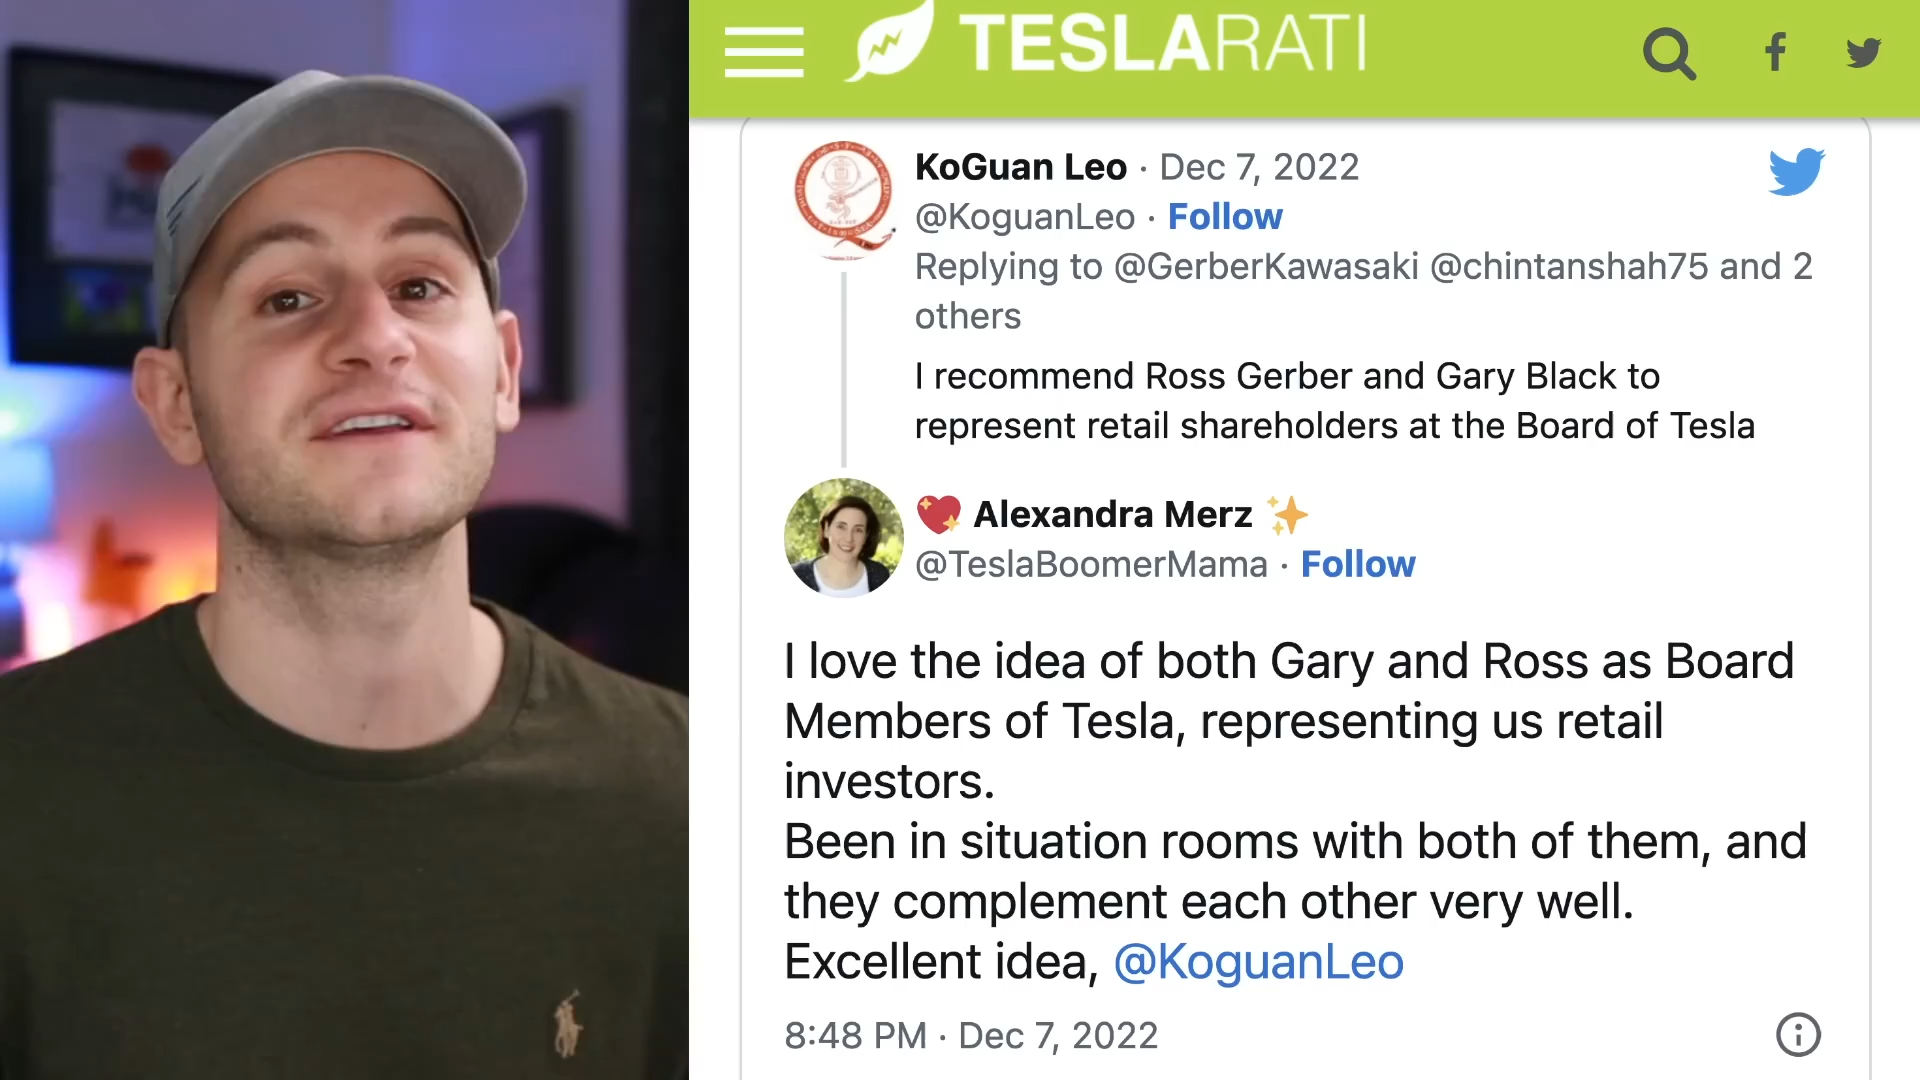 TESLARATI
KoGuan Leo · Dec 7, 2022
@KoguanLeo · Follow
Replying to @GerberKawasaki @chintanshah75 and 2
others
I recommend Ross Gerber and Gary Black to
represent retail shareholders at the Board of Tesla
💖 Alexandra Merz ✨
@TeslaBoomerMama · Follow
I love the idea of both Gary and Ross as Board
Members of Tesla, representing us retail
investors.
Been in situation rooms with both of them, and
they complement each other very well.
Excellent idea, @KoguanLeo
8:48 PM · Dec 7, 2022